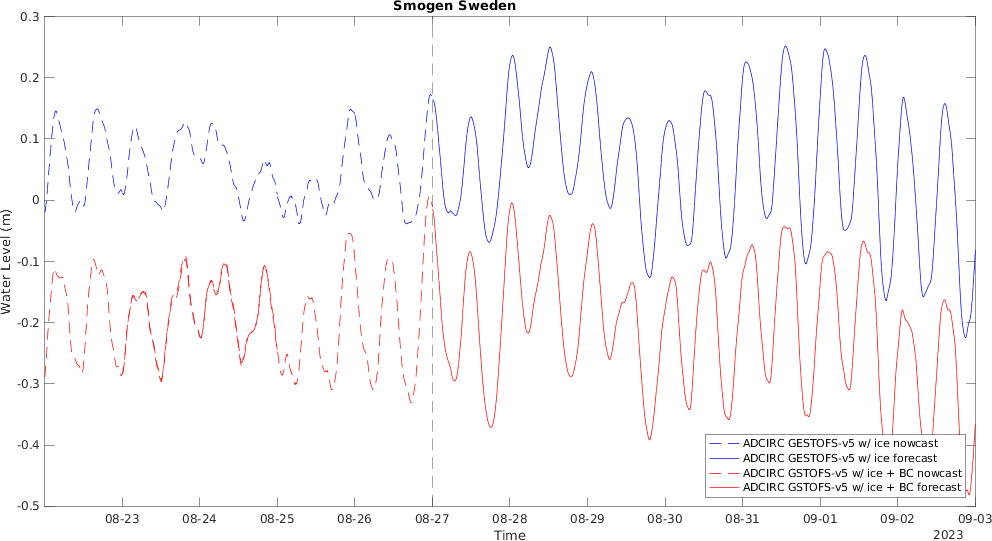 Smogen Sweden
0.3
0.2
0.1
0
-0.1
-0.2
-0.3
-0.4
-0.5
Water Level (m)
ADCIRC GESTOFS-v5 w/ ice nowcast
ADCIRC GESTOFS-v5 w/ ice forecast
ADCIRC GSTOFS-v5 w/ ice + BC nowcast
ADCIRC GSTOFS-v5 w/ ice + BC forecast
08-23 08-24 08-25 08-26 08-27 08-28 08-29 08-30 08-31 09-01 09-02 09-03
Time
2023